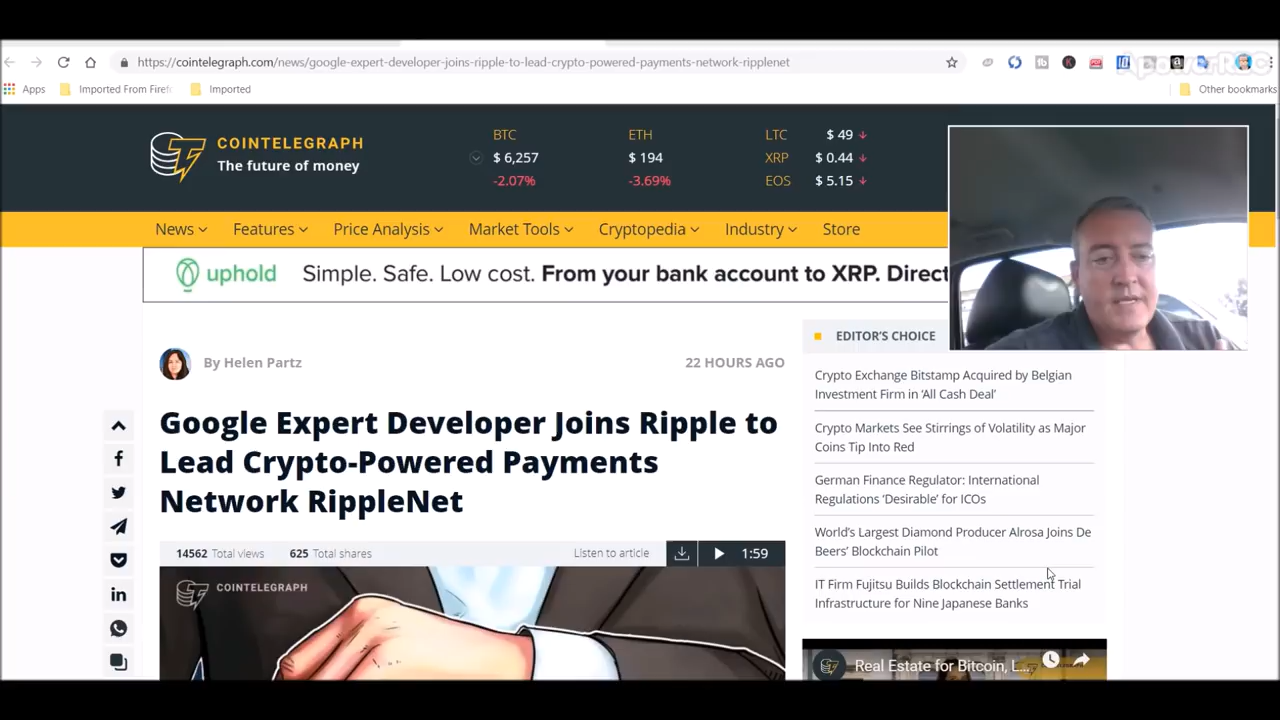 https://cointelegraph.com/news/google-expert-developer-joins-ripple-to-lead-crypto-powered-payments-network-ripplenet
ApowerREC
Apps
Imported From Firef
Imported
Other bookmarks
COINTELEGRAPH
The future of money
BTC
ETH
LTC $ 49
$ 6,257
$ 194
XRP $ 0.44
-2.07%
-3.69%
EOS $ 5.15
News
Features
Price Analysis
Market Tools
Cryptopedia
Industry
Store
uphold
Simple. Safe. Low cost. From your bank account to XRP. Direct
By Helen Partz
22 HOURS AGO
Google Expert Developer Joins Ripple to
Lead Crypto-Powered Payments
Network RippleNet
14562 Total views
625 Total shares
Listen to article
1:59
COINTELEGRAPH
EDITOR'S CHOICE
Crypto Exchange Bitstamp Acquired by Belgian
Investment Firm in ‘All Cash Deal’
Crypto Markets See Stirrings of Volatility as Major
Coins Tip Into Red
German Finance Regulator: International
Regulations ‘Desirable’ for ICOs
World’s Largest Diamond Producer Alrosa Joins De
Beers’ Blockchain Pilot
IT Firm Fujitsu Builds Blockchain Settlement Trial
Infrastructure for Nine Japanese Banks
Real Estate for Bitcoin, L...